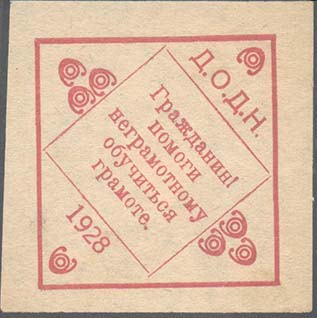 Д.О.Д.Н.
Гражданин!
помоги
неграмотному
обучиться
грамоте.
1928